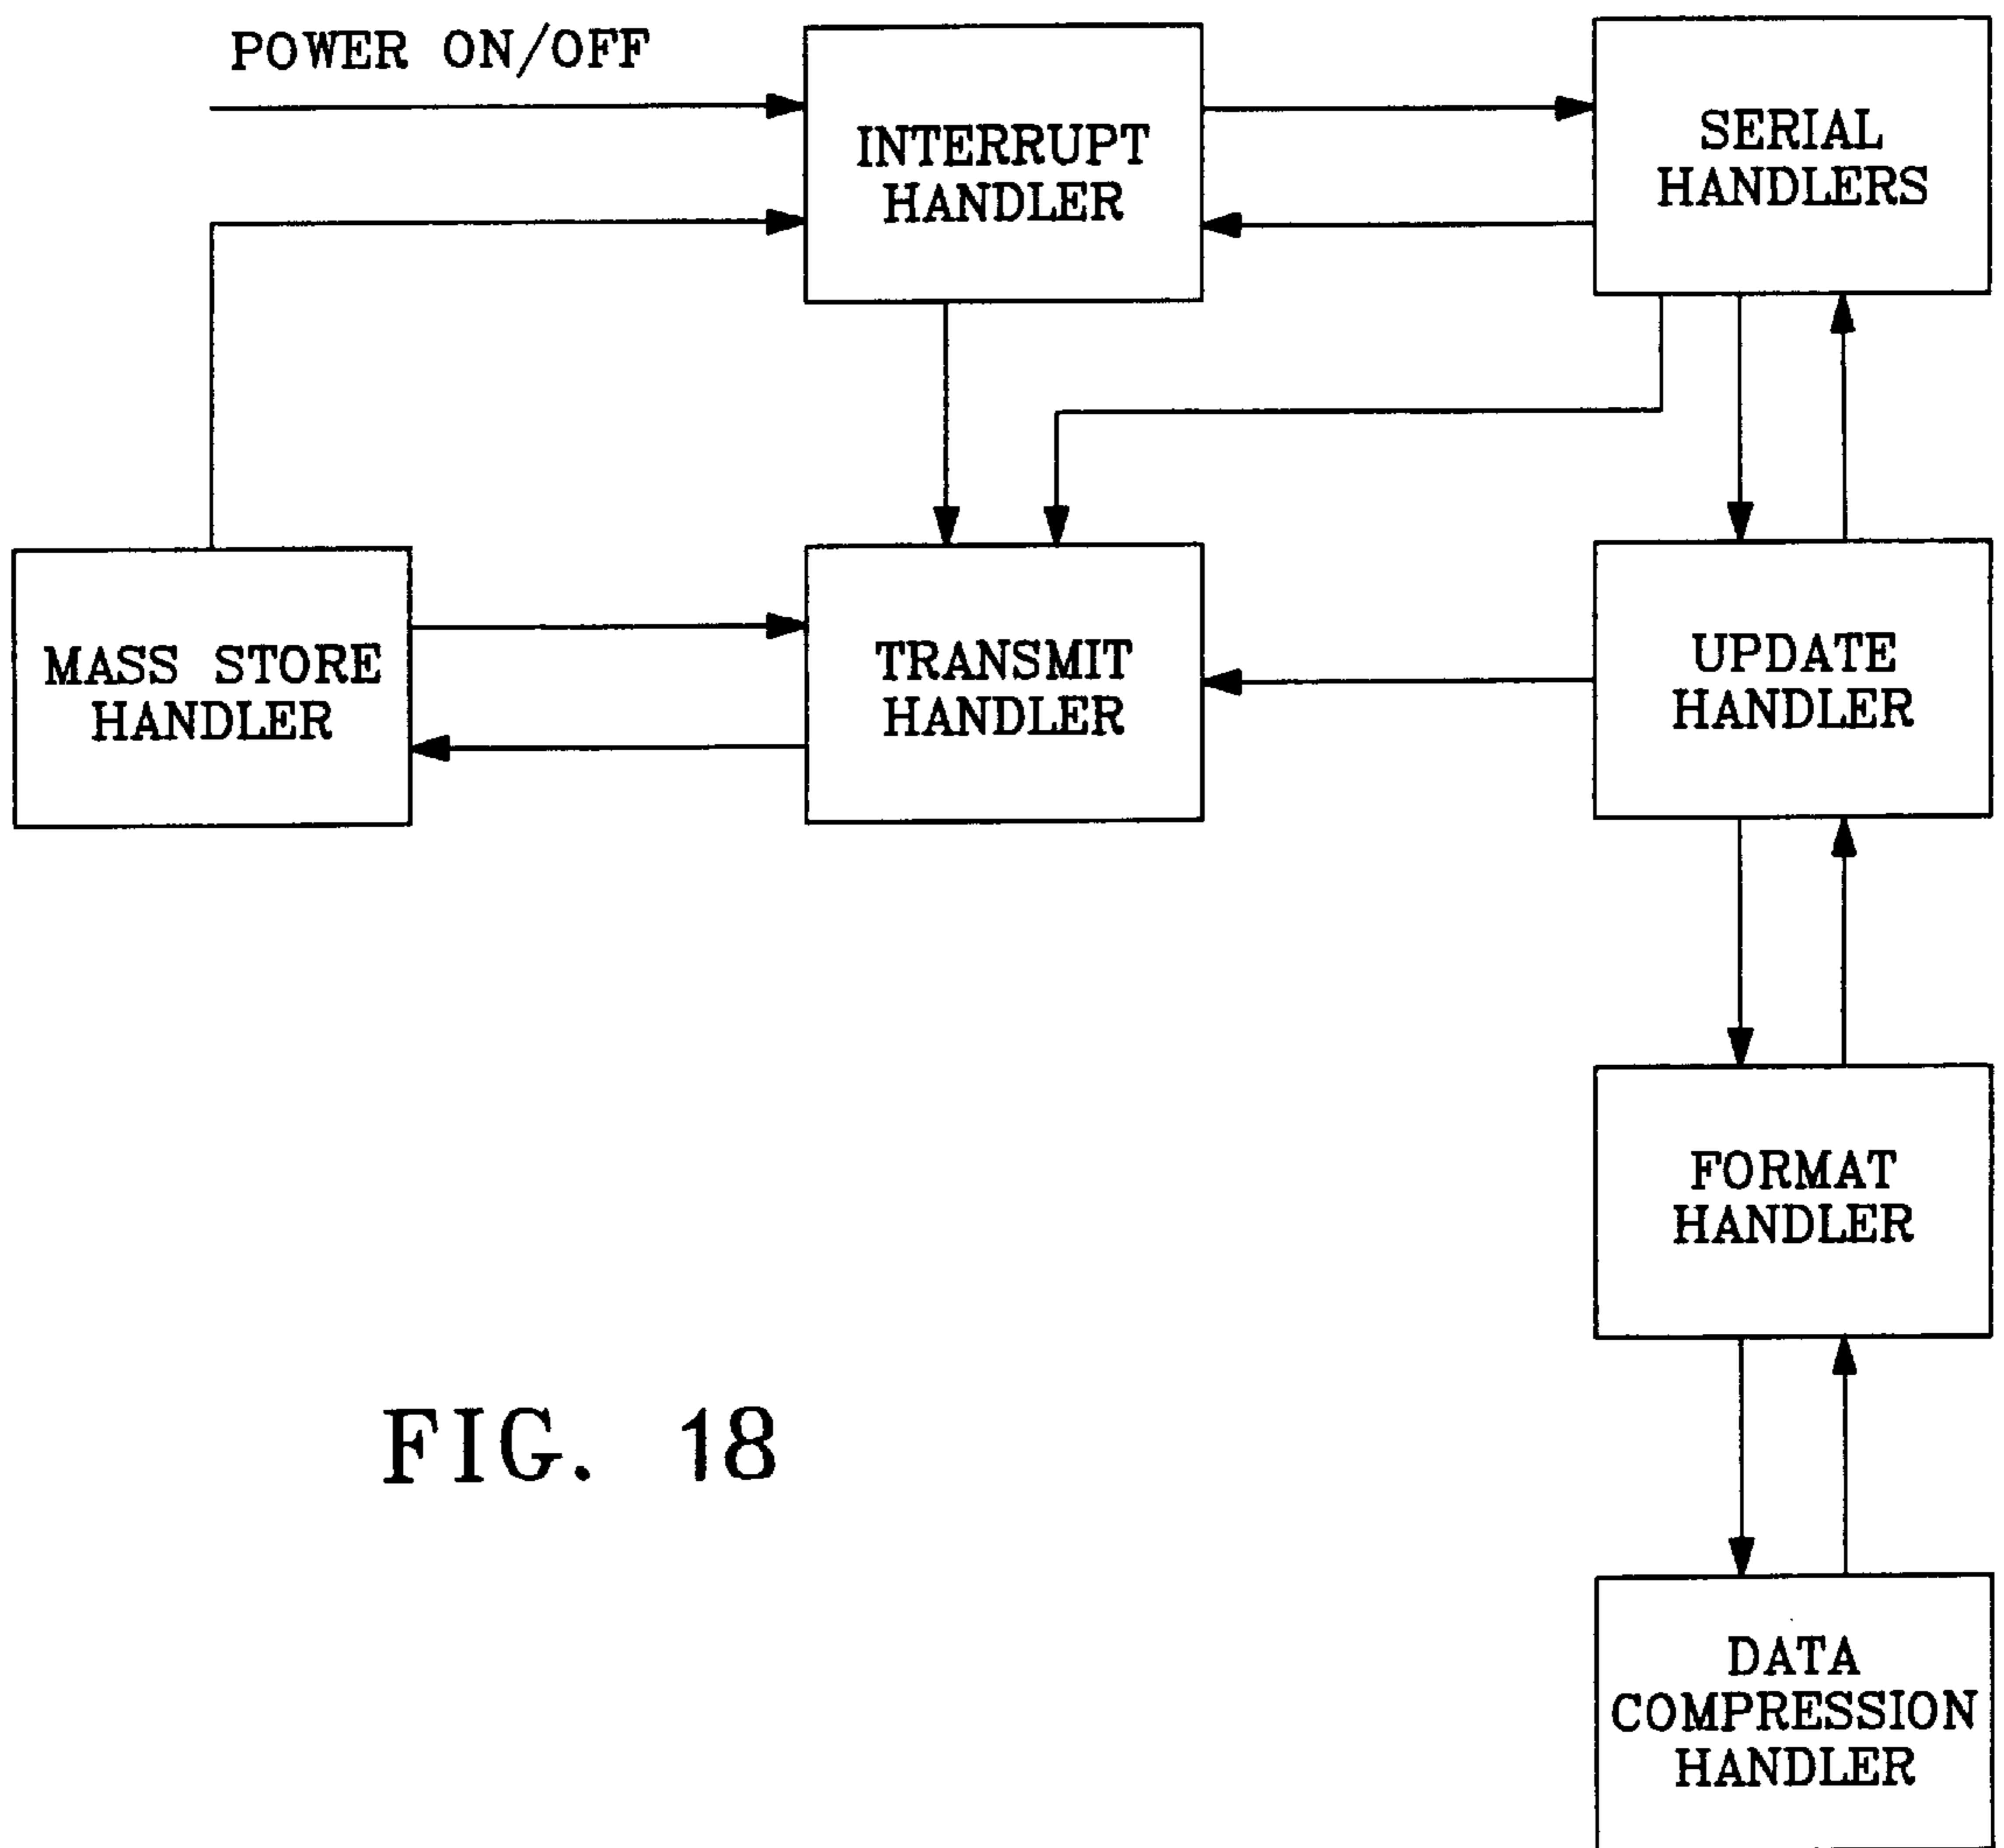 POWER ON/OFF
INTERRUPT
HANDLER
SERIAL
HANDLERS
MASS STORE
HANDLER
TRANSMIT
HANDLER
UPDATE
HANDLER
FORMAT
HANDLER
FIG. 18
DATA
COMPRESSION
HANDLER